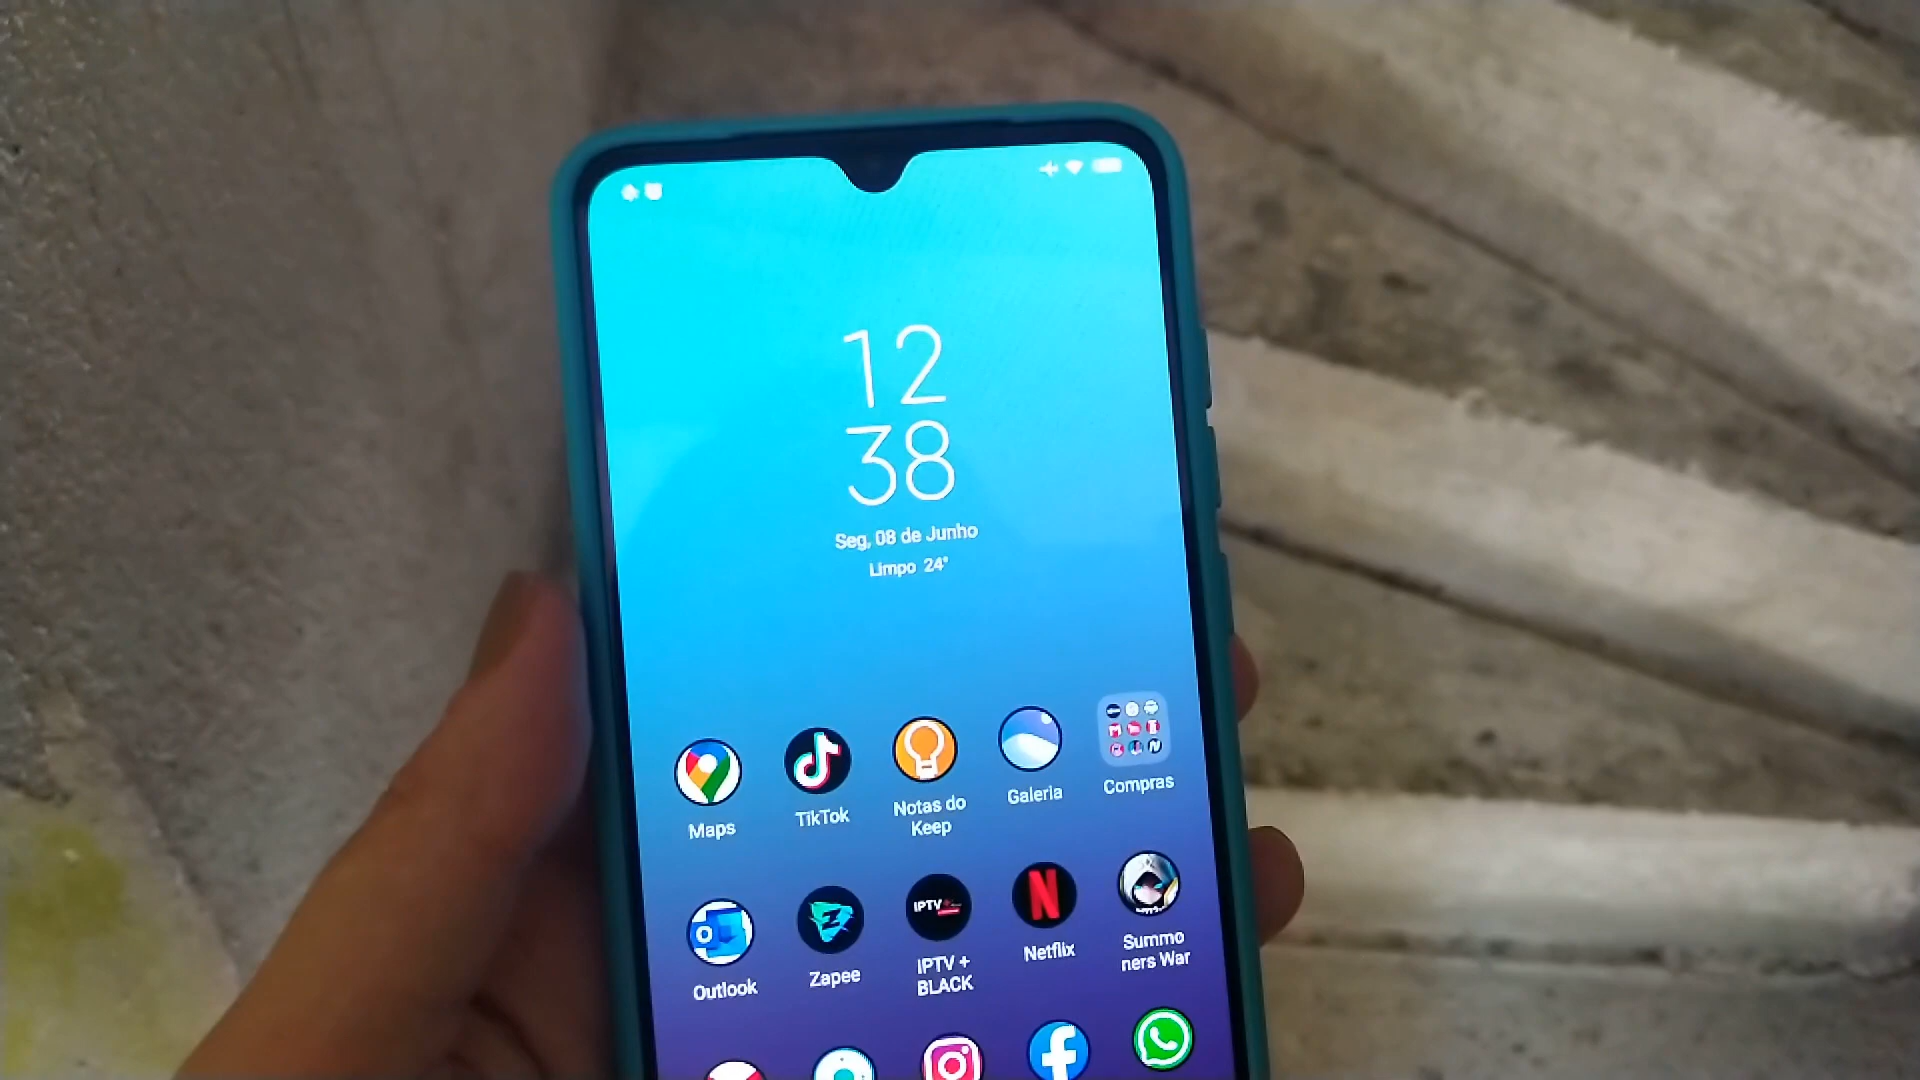 12
38
Seg, 08 de Junho
Limpo 24°
Maps
TikTok
Notas do
Keep
Galeria
Compras
Outlook
Zapee
IPTV +
BLACK
IPTV
Netflix
Summo
ners War